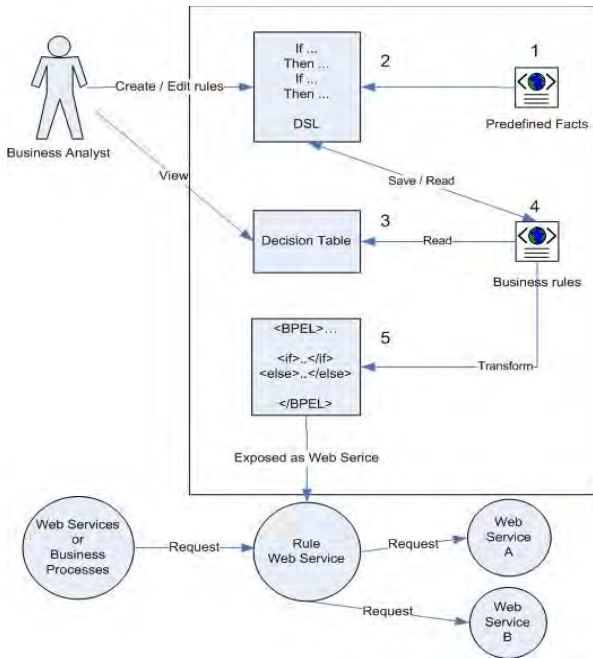 If ...
Then ...
If ...
Then ...
DSL
2
1
Predefined Facts
Create / Edit rules
Business Analyst
View
Save / Read
Decision Table
3
Read
4
Business rules
<BPEL>...
<if>..</if>
<else>..</else>
</BPEL>
5
Transform
Exposed as Web Serice
Web Services
or
Business
Processes
Request
Rule
Web Service
Request
Web
Service
A
Request
Web
Service
B